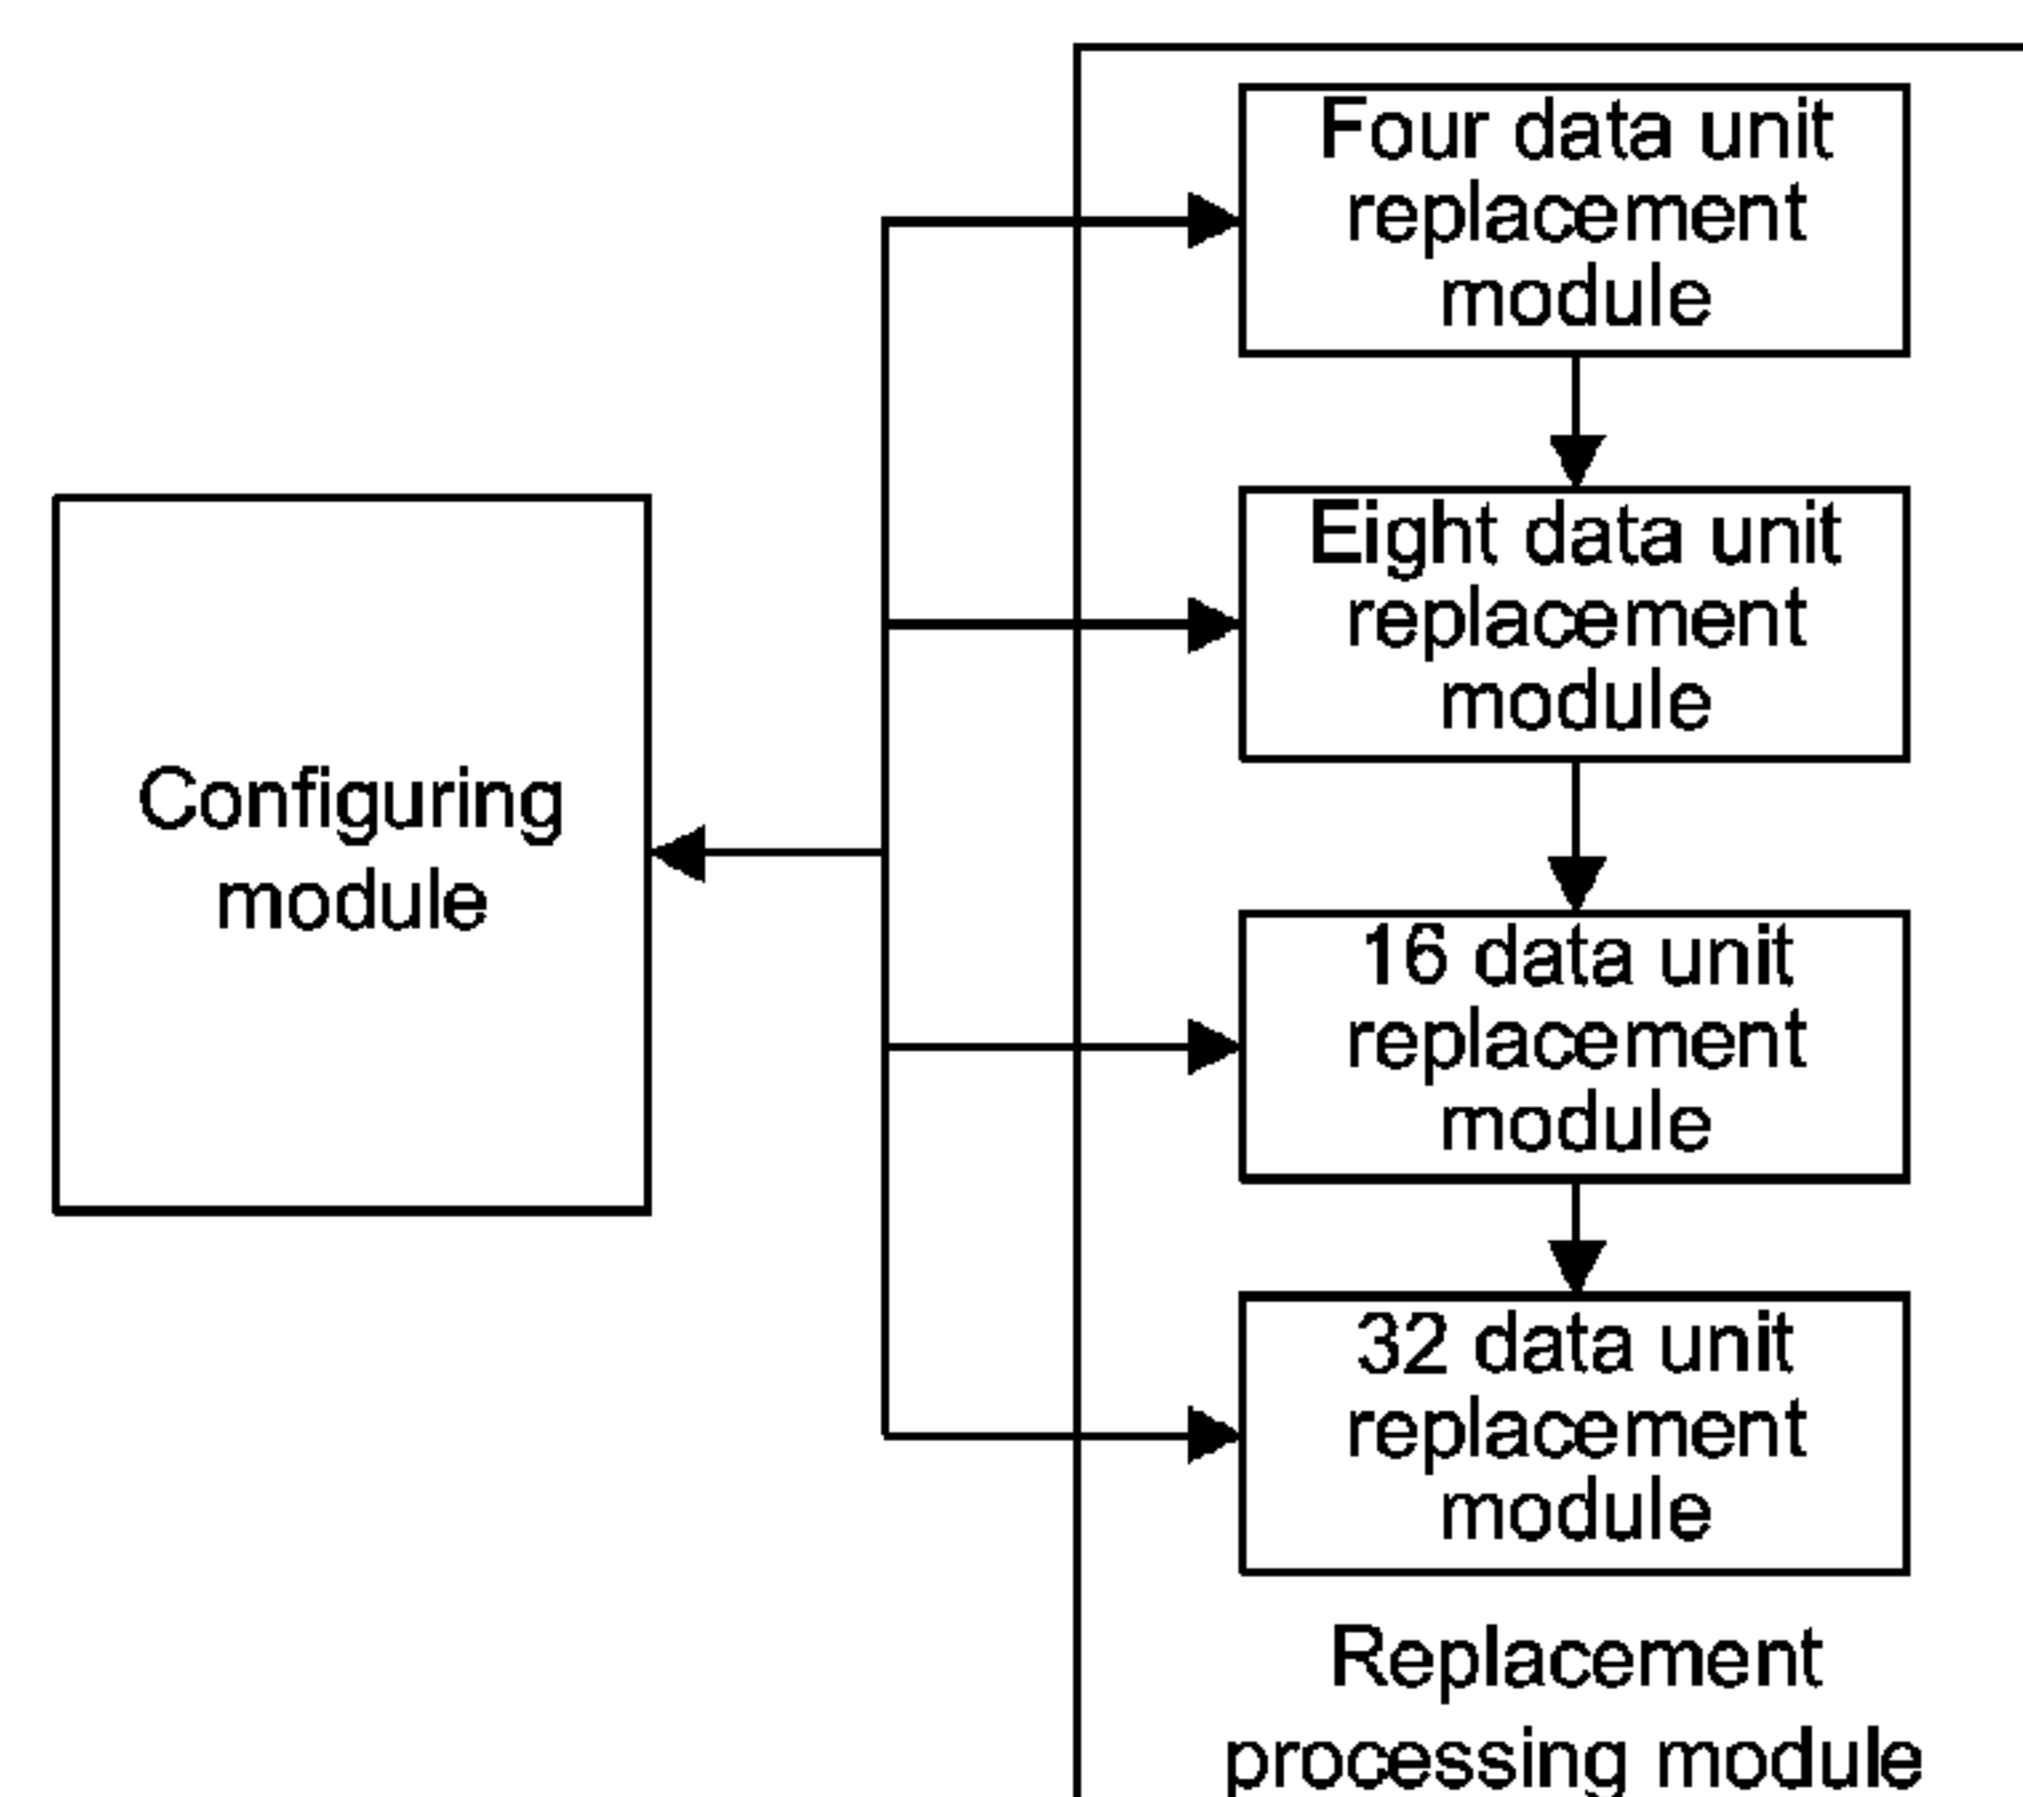 Four data unit
replacement
module
Eight data unit
replacement
module
Configuring
module
16 data unit
replacement
module
32 data unit
replacement
module
Replacement
processing module